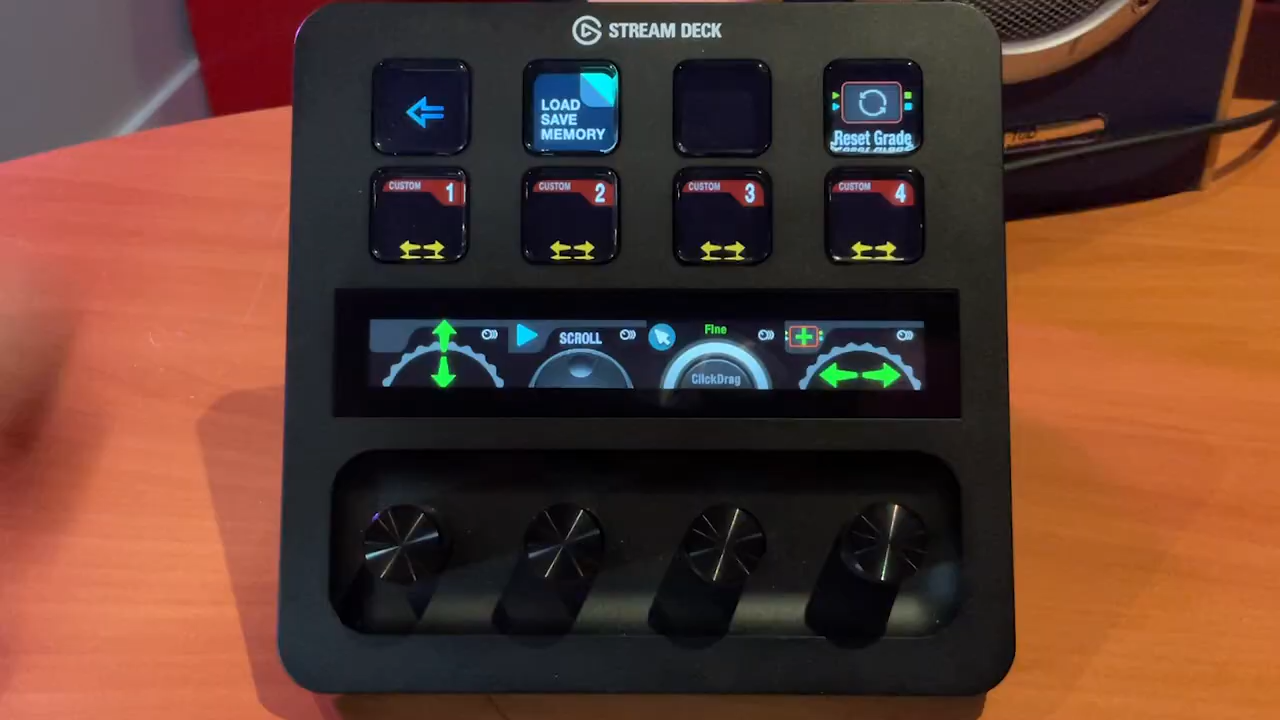 STREAM DECK
LOAD
SAVE
MEMORY
Reset Grade
CUSTOM 1
CUSTOM 2
CUSTOM 3
CUSTOM 4
SCROLL
Fine
ClickDrag